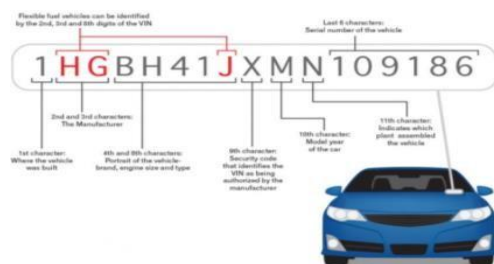 Flexible fuel vehicles can be identified
by the 2nd, 3rd and 8th digits of the VIN
Last 6 characters:
Serial number of the vehicle
1HGBH41JXMN109186
2nd and 3rd characters:
The Manufacturer
1st character:
Where the vehicle
was built
4th and 9th characters:
Portrait of the vehicle-
brand, engine size and type
9th character:
Security code
that identifies the
VIN as being
authorized by the
manufacturer
10th character:
Model year
of the car
11th character:
Indicates which
plant assembled
the vehicle